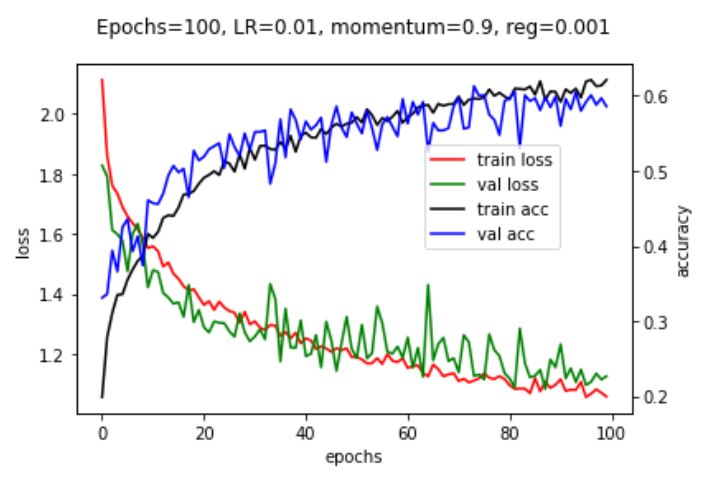 Epochs=100, LR=0.01, momentum=0.9, reg=0.001
2.0
1.8
1.6
1.4
1.2
loss
0.6
0.5
0.4
0.3
0.2
accuracy
train loss
val loss
train acc
val acc
0
20
40
60
80
100
epochs